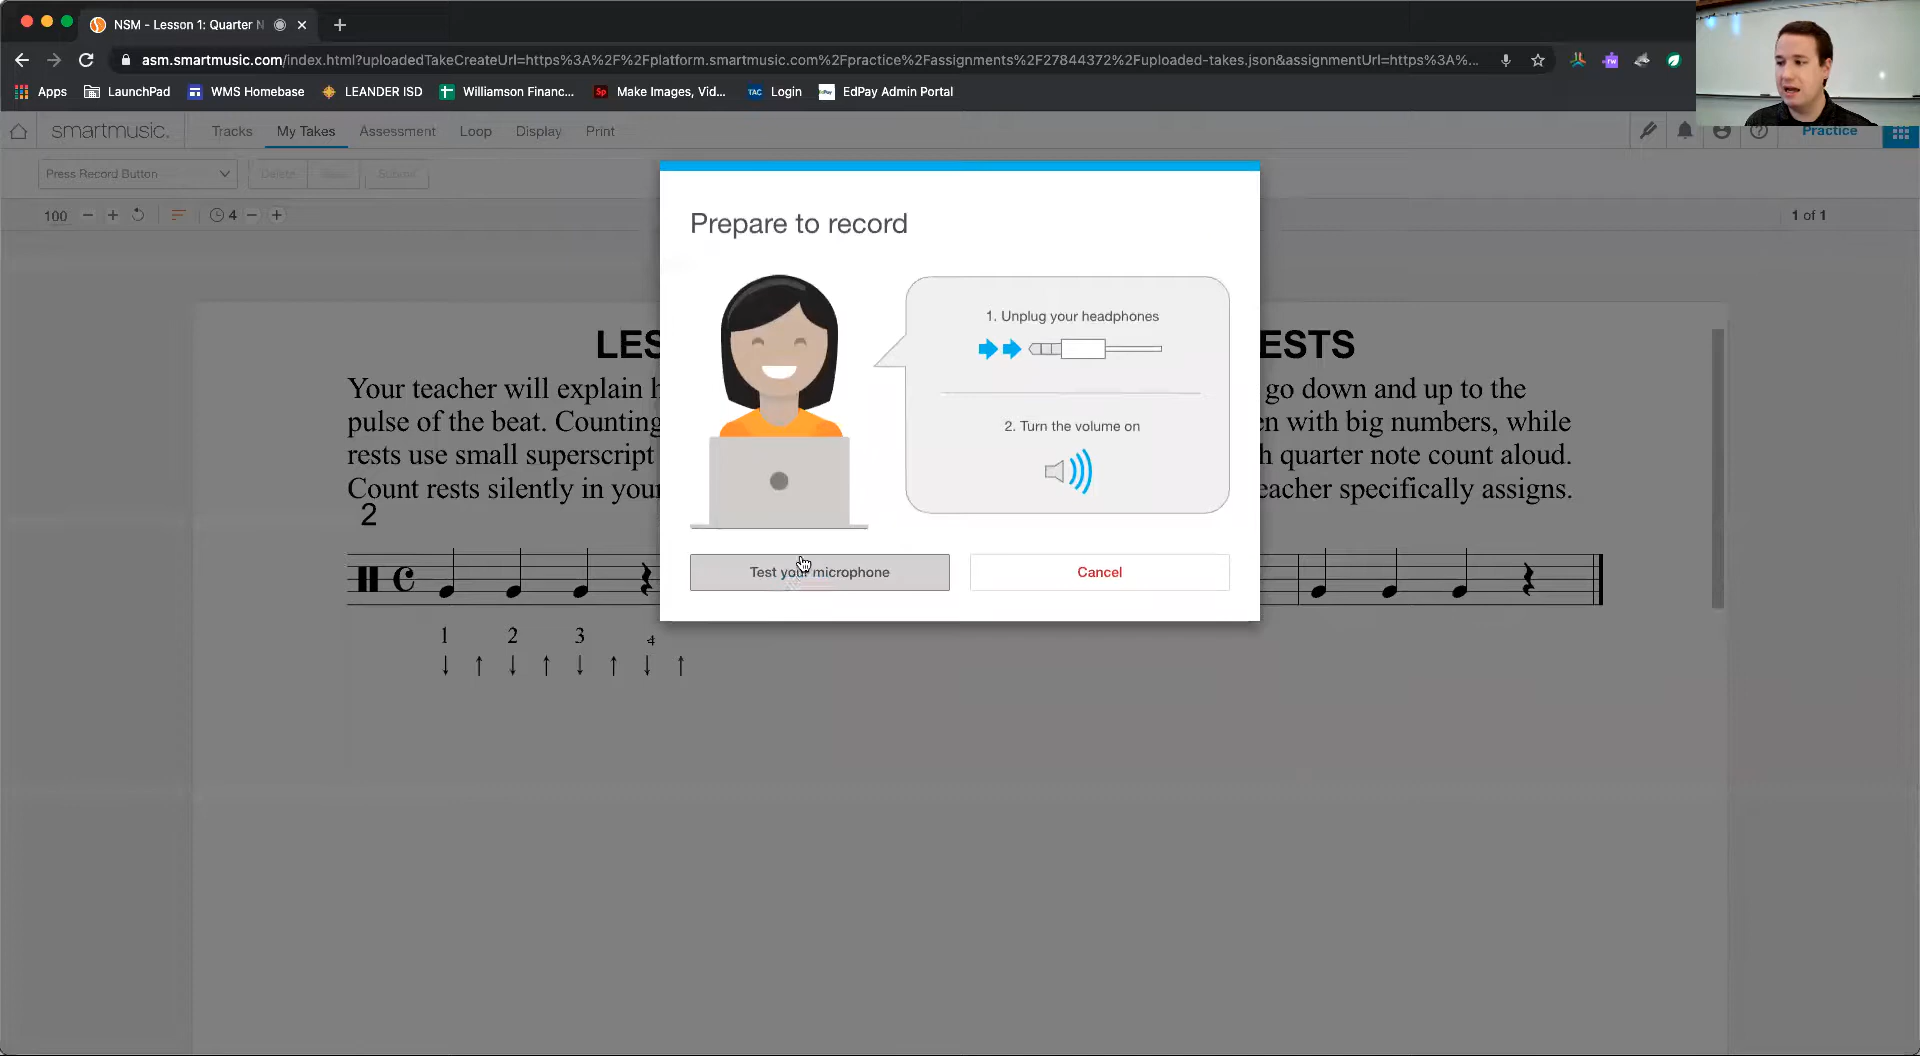 NSM - Lesson 1: Quarter N
asm.smartmusic.com/index.html?uploadedTakeCreateUrl=https%3A%2F%2Fplatform.smartmusic.com%2Fpractice%2Fassignments%2F27844372%2Fuploaded-takes.json&assignmentUrl=https%3A%...
Apps LaunchPad WMS Homebase LEANDER ISD Williamson Financ... Sp Make Images, Vid... TAC Login EdPay Admin Portal
smartmusic. Tracks My Takes Assessment Loop Display Print Practice
Press Record Button Delete Submit
100 4 1 of 1
Prepare to record
1. Unplug your headphones
2. Turn the volume on
Test your microphone Cancel
LES ESTS
Your teacher will explain h go down and up to the
pulse of the beat. Counting en with big numbers, while
rests use small superscript h quarter note count aloud.
Count rests silently in your eacher specifically assigns.
2
1 2 3 4